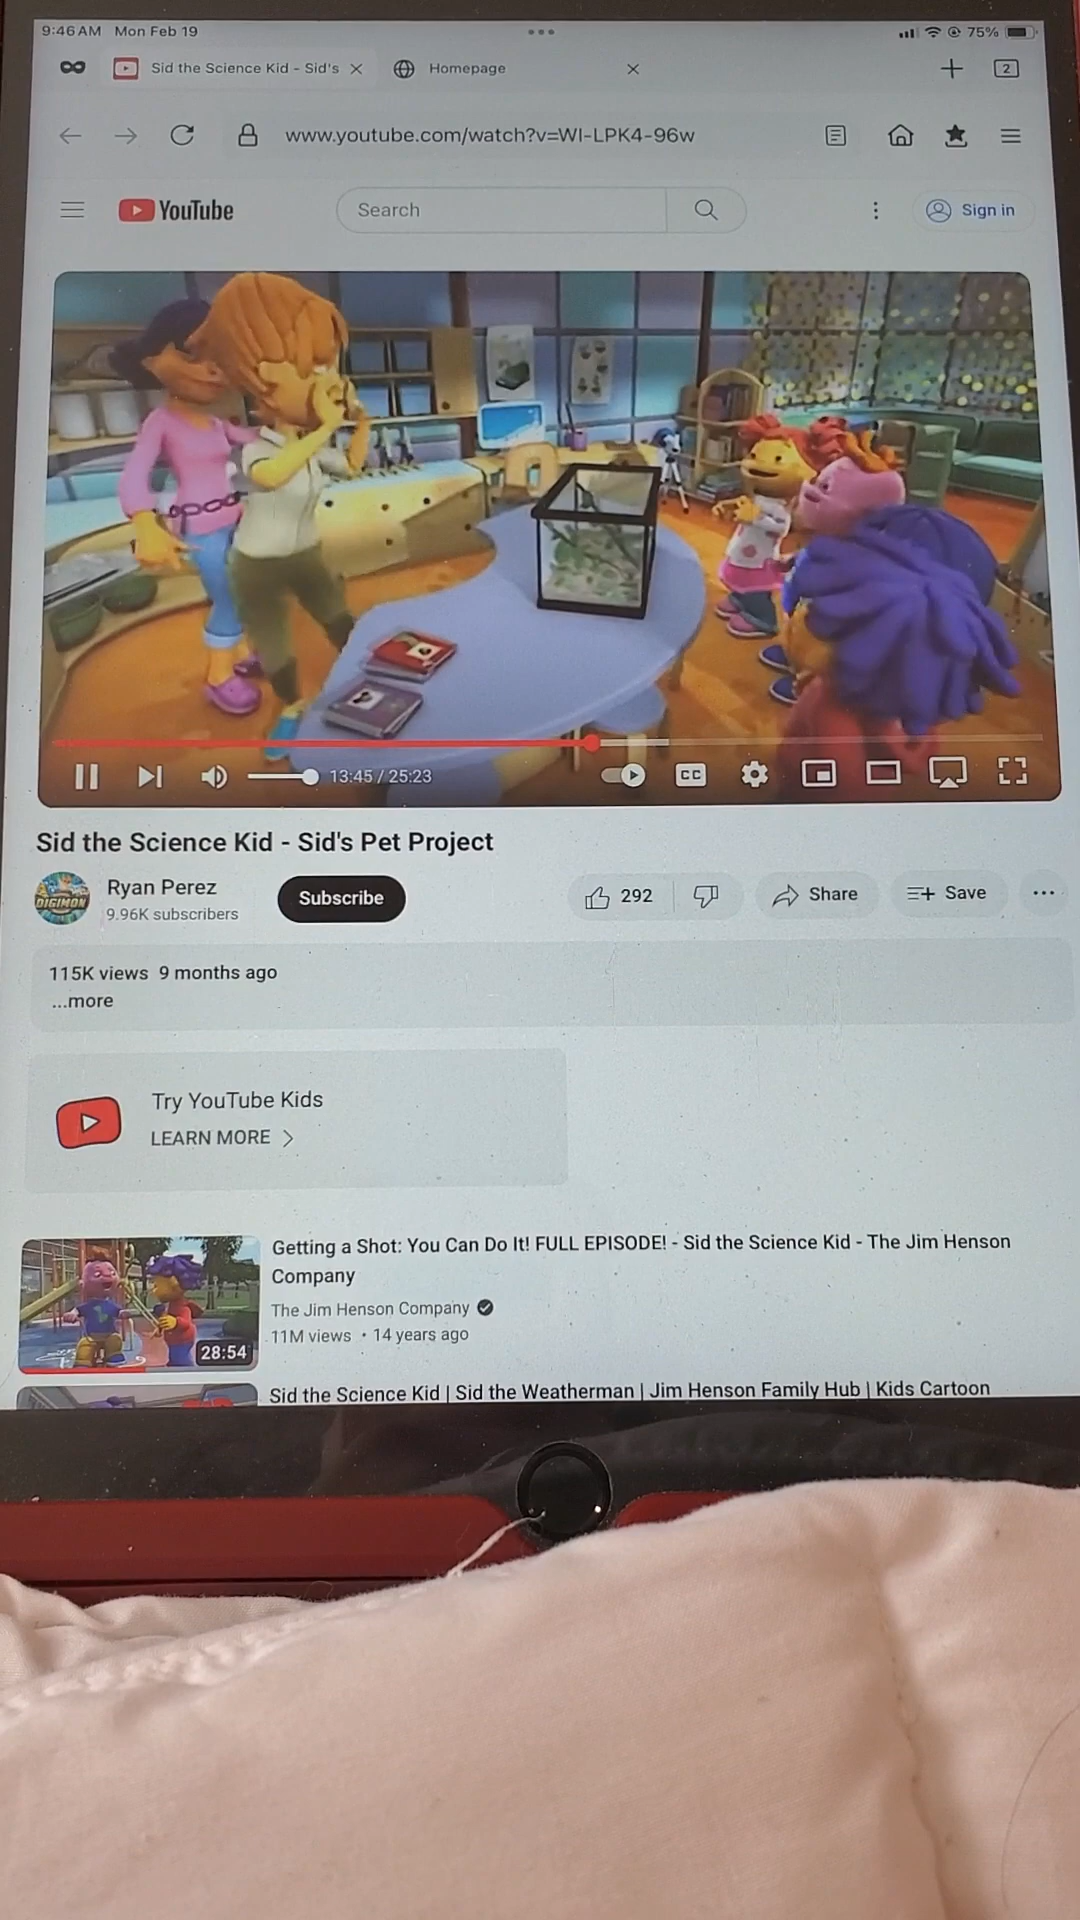 9:46 AM Mon Feb 19
75%
Sid the Science Kid - Sid's
Homepage
2
www.youtube.com/watch?v=WI-LPK4-96w
YouTube
Search
Sign in
13:45 / 25:23
CC
Sid the Science Kid - Sid's Pet Project
DIGIMON
Ryan Perez
9.96K subscribers
Subscribe
292
Share
Save
115K views 9 months ago
...more
Try YouTube Kids
LEARN MORE
28:54
Getting a Shot: You Can Do It! FULL EPISODE! - Sid the Science Kid - The Jim Henson
Company
The Jim Henson Company
11M views • 14 years ago
Sid the Science Kid | Sid the Weatherman | Jim Henson Family Hub | Kids Cartoon